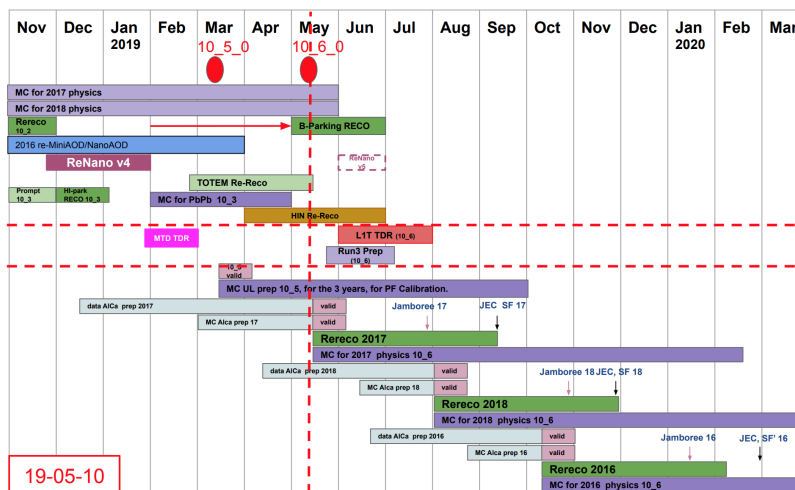 Nov Dec Jan Feb Mar Apr May Jun Jul Aug Sep Oct Nov Dec Jan Feb Mar
2019 2020
10_5_0 10_6_0
MC for 2017 physics
MC for 2018 physics
Rereco
10_2
B-Parking RECO
2016 re-MiniAOD/NanoAOD
ReNano v4
ReNano
v5
TOTEM Re-Reco
Prompt
10_3
HI-park
RECO 10_3
MC for PbPb 10_3
HIN Re-Reco
MTD TDR
L1T TDR (10_6)
Run3 Prep
(10_6)
valid
MC UL prep 10_5, for the 3 years, for PF Calibration.
data AlCa prep 2017 valid
Jamboree 17 JEC SF 17
MC Alca prep 17 valid
Rereco 2017
MC for 2017 physics 10_6
data AlCa prep 2018 valid
Jamboree 18 JEC, SF 18
MC Alca prep 18 valid
Rereco 2018
MC for 2018 physics 10_6
data AlCa prep 2016 valid
Jamboree 16 JEC, SF' 16
MC Alca prep 16 valid
Rereco 2016
MC for 2016 physics 10_6
19-05-10